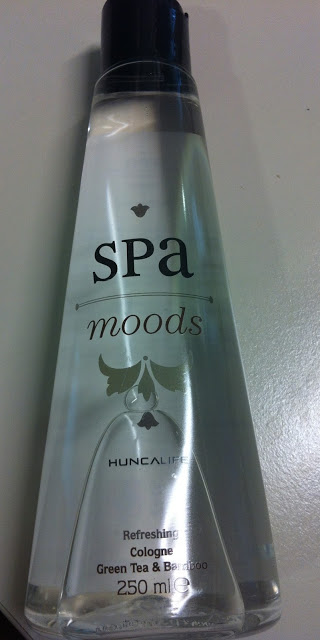 SPa
moods
HUNCALIFE
Refreshing
Cologne
Green Tea & Bamboo
250 ml e